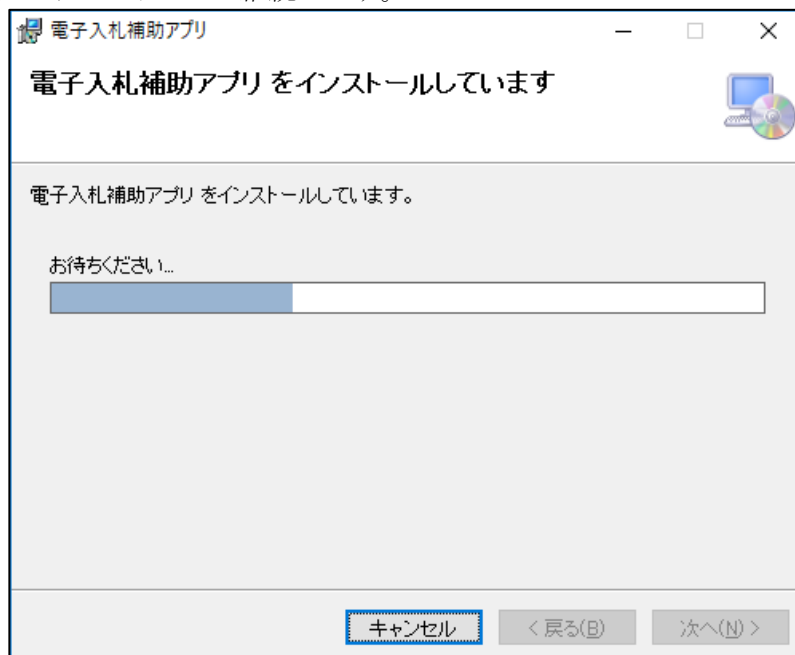 電子入札補助アプリ
電子入札補助アプリ をインストールしています
電子入札補助アプリ をインストールしています。
お待ちください...
キャンセル
< 戻る(B)
次へ(N) >